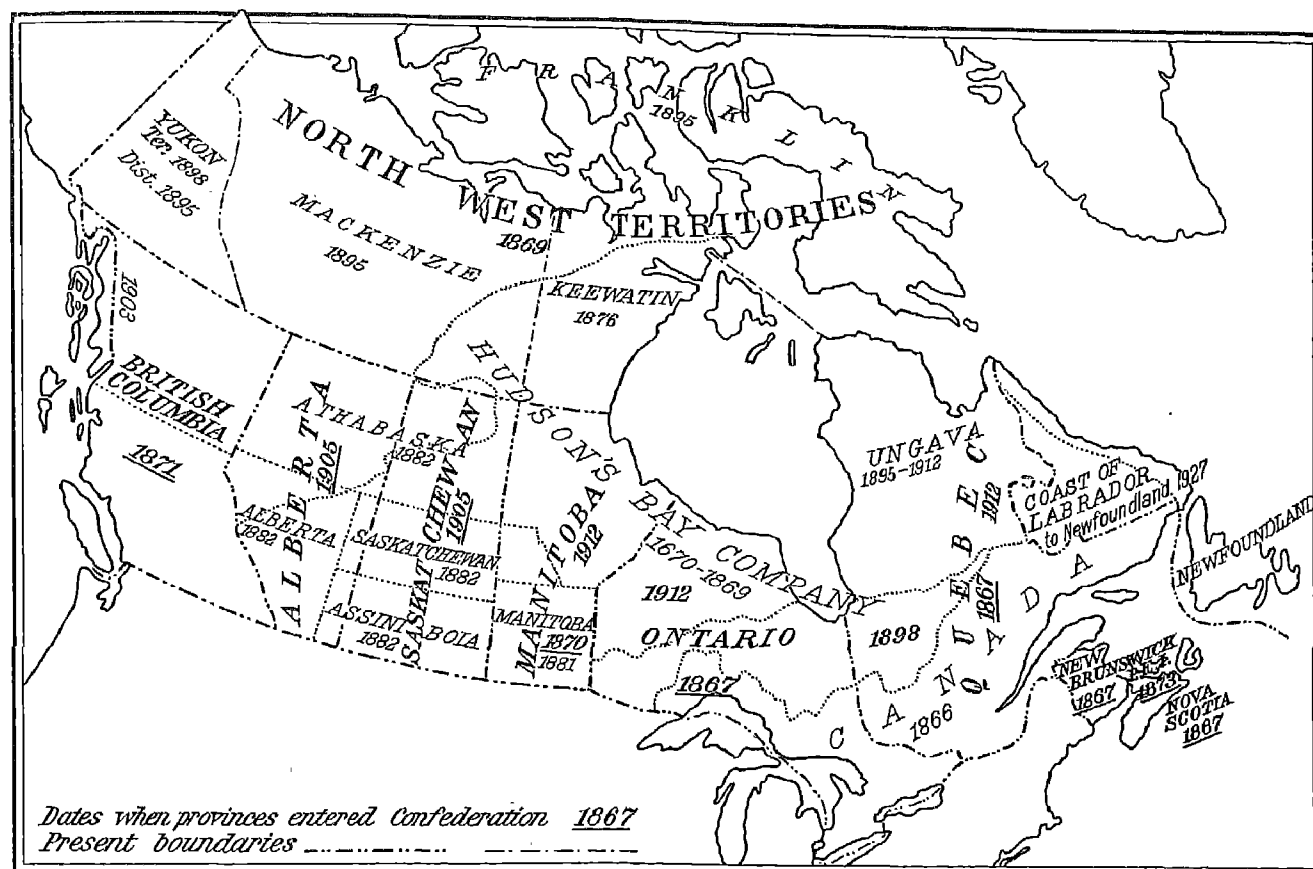 FRANKLIN
1895
NORTH WEST TERRITORIES
1869
YUKON
Ter. 1898
Dist. 1895
MACKENZIE
1895
KEEWATIN
1876
1903
HUDSON'S BAY COMPANY
1670-1869
BRITISH
COLUMBIA
1871
ATHABASKA
1882
ALBERTA
1905
SASKATCHEWAN
1905
MANITOBA
1912
ALBERTA
1882
SASKATCHEWAN
1882
ASSINIBOIA
1882
MANITOBA
1870
1881
1912
ONTARIO
1867
UNGAVA
1895-1912
QUEBEC
1912
1867
1898
CANADA
1866
COAST OF
LABRADOR
to Newfoundland 1927
NEWFOUNDLAND
NEW
BRUNSWICK
1867
P.E.I.
1873
NOVA
SCOTIA
1867
Dates when provinces entered Confederation 1867
Present boundaries